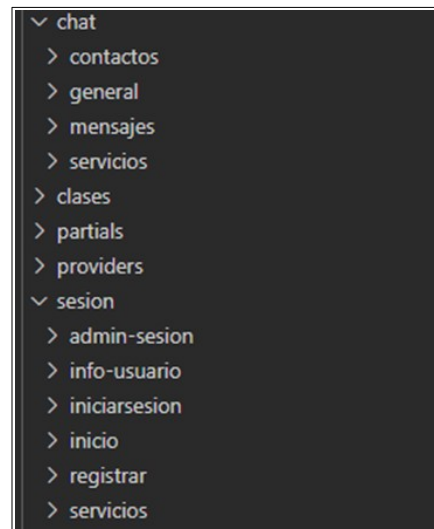 chat
contactos
general
mensajes
servicios
clases
partials
providers
sesion
admin-sesion
info-usuario
iniciarsesion
inicio
registrar
servicios